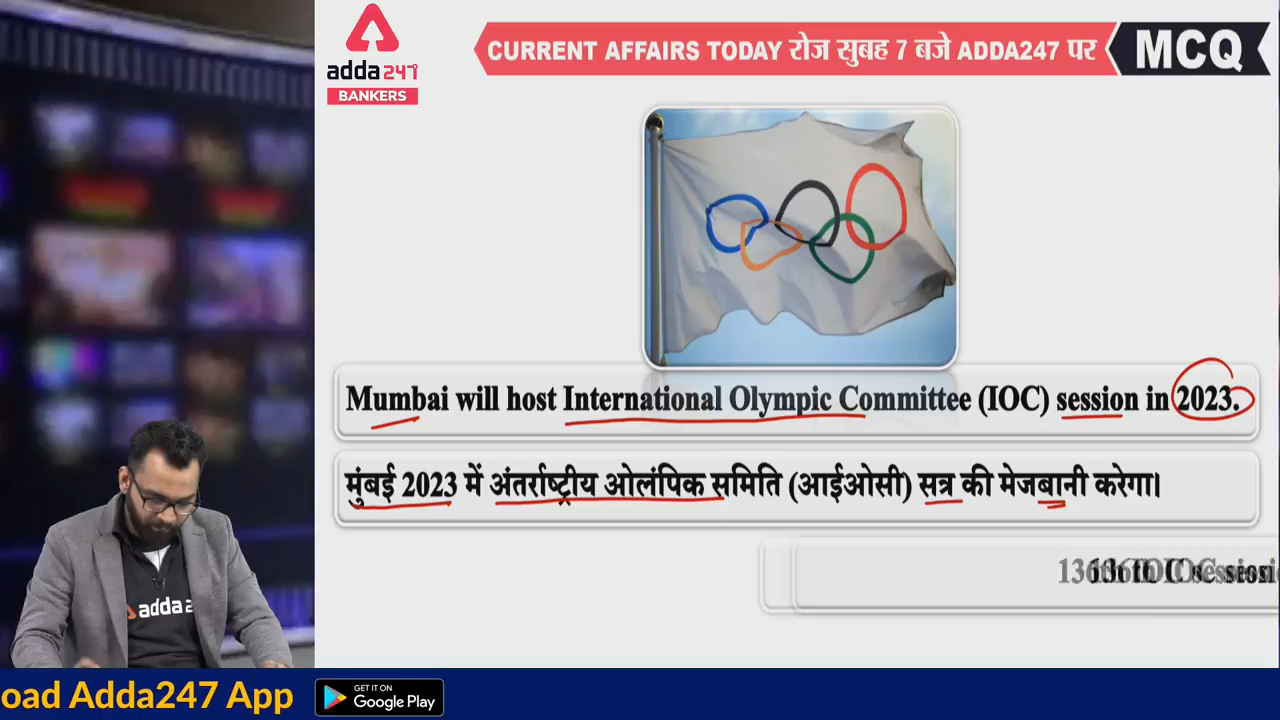 adda247
BANKERS
CURRENT AFFAIRS TODAY रोज सुबह 7 बजे ADDA247 पर
MCQ
Mumbai will host International Olympic Committee (IOC) session in 2023.
मुंबई 2023 में अंतर्राष्ट्रीय ओलंपिक समिति (आईओसी) सत्र की मेजबानी करेगा।
adda2
oad Adda247 App
GET IT ON
Google Play